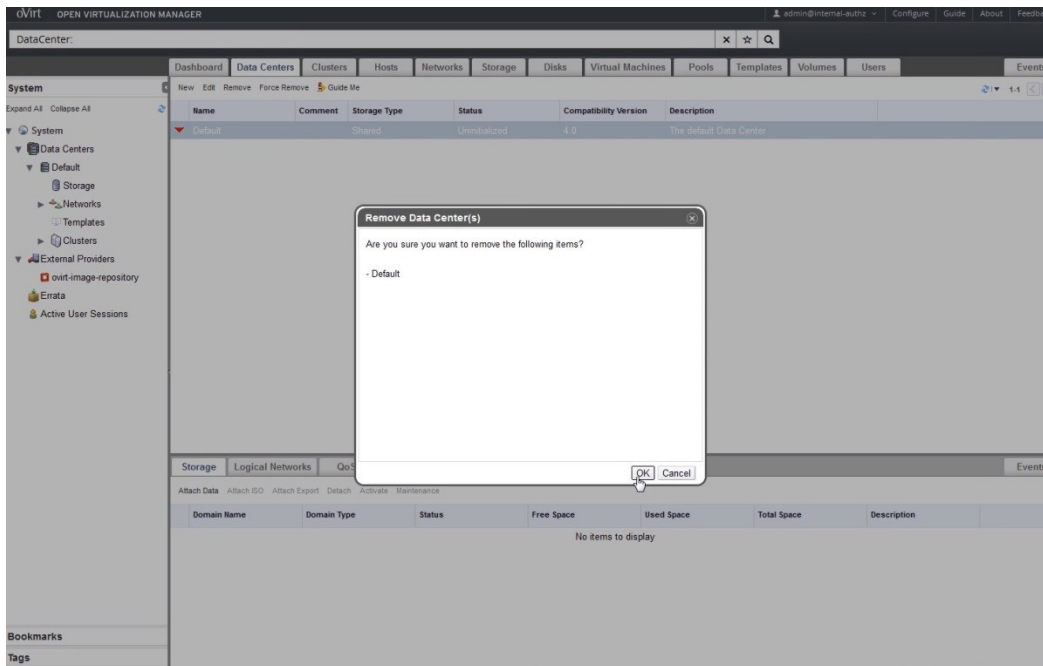 oVirt OPEN VIRTUALIZATION MANAGER
admin@internal-authz Configure Guide About Feedba
DataCenter:
Dashboard Data Centers Clusters Hosts Networks Storage Disks Virtual Machines Pools Templates Volumes Users Events
System
New Edit Remove Force Remove Guide Me
1-1
Expand All Collapse All
Name Comment Storage Type Status Compatibility Version Description
Default Shared Uninitialized 4.0 The default Data Center
System
Data Centers
Default
Storage
Networks
Templates
Clusters
External Providers
ovirt-image-repository
Errata
Active User Sessions
Remove Data Center(s)
Are you sure you want to remove the following items?
- Default
OK Cancel
Storage Logical Networks QoS Events
Attach Data Attach ISO Attach Export Detach Activate Maintenance
Domain Name Domain Type Status Free Space Used Space Total Space Description
No items to display
Bookmarks
Tags